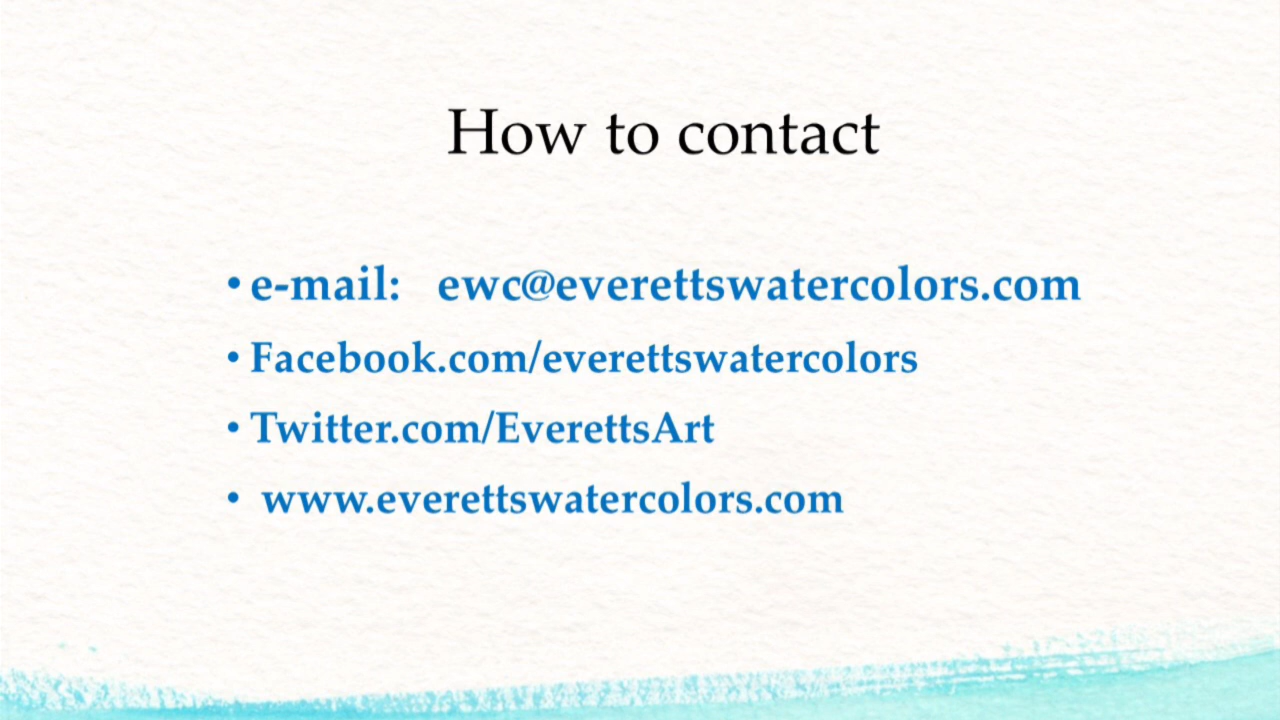 How to contact
• e-mail: ewc@everettswatercolors.com
• Facebook.com/everettswatercolors
• Twitter.com/EverettsArt
• www.everettswatercolors.com